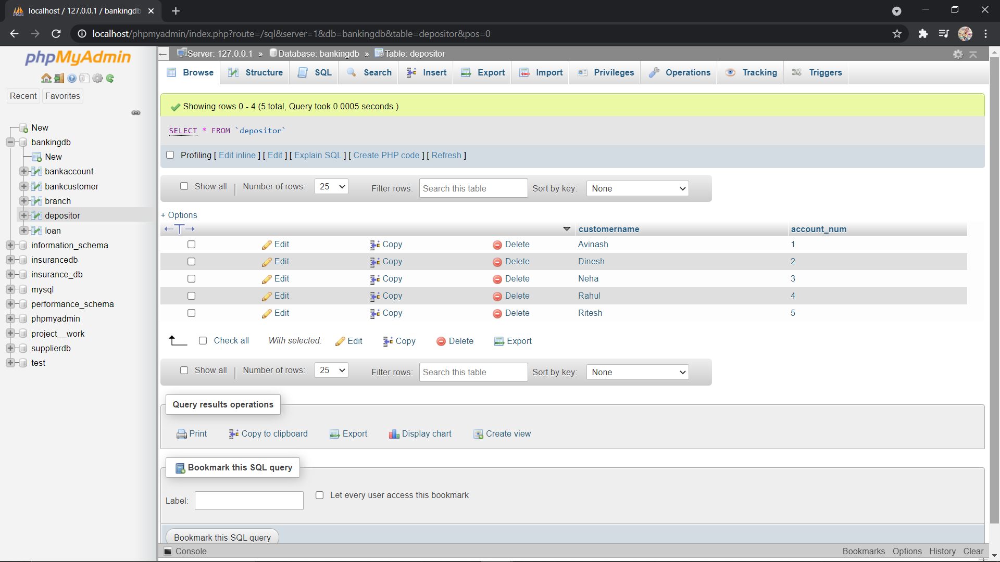 localhost / 127.0.0.1 / bankingdb
localhost/phpmyadmin/index.php?route=/sql&server=1&db=bankingdb&table=depositor&pos=0
phpMyAdmin
Recent Favorites
New
bankingdb
New
bankaccount
bankcustomer
branch
depositor
loan
information_schema
insurancedb
insurance_db
mysql
performance_schema
phpmyadmin
project__work
supplierdb
test
Server: 127.0.0.1 » Database: bankingdb » Table: depositor
Browse Structure SQL Search Insert Export Import Privileges Operations Tracking Triggers
Showing rows 0 - 4 (5 total, Query took 0.0005 seconds.)
SELECT * FROM `depositor`
Profiling [ Edit inline ] [ Edit ] [ Explain SQL ] [ Create PHP code ] [ Refresh ]
Show all | Number of rows: 25 Filter rows: Search this table Sort by key: None
+ Options
←T→ customername account_num
Edit Copy Delete Avinash 1
Edit Copy Delete Dinesh 2
Edit Copy Delete Neha 3
Edit Copy Delete Rahul 4
Edit Copy Delete Ritesh 5
Check all With selected: Edit Copy Delete Export
Show all | Number of rows: 25 Filter rows: Search this table Sort by key: None
Query results operations
Print Copy to clipboard Export Display chart Create view
Bookmark this SQL query
Label: Let every user access this bookmark
Bookmark this SQL query
Console Bookmarks Options History Clear